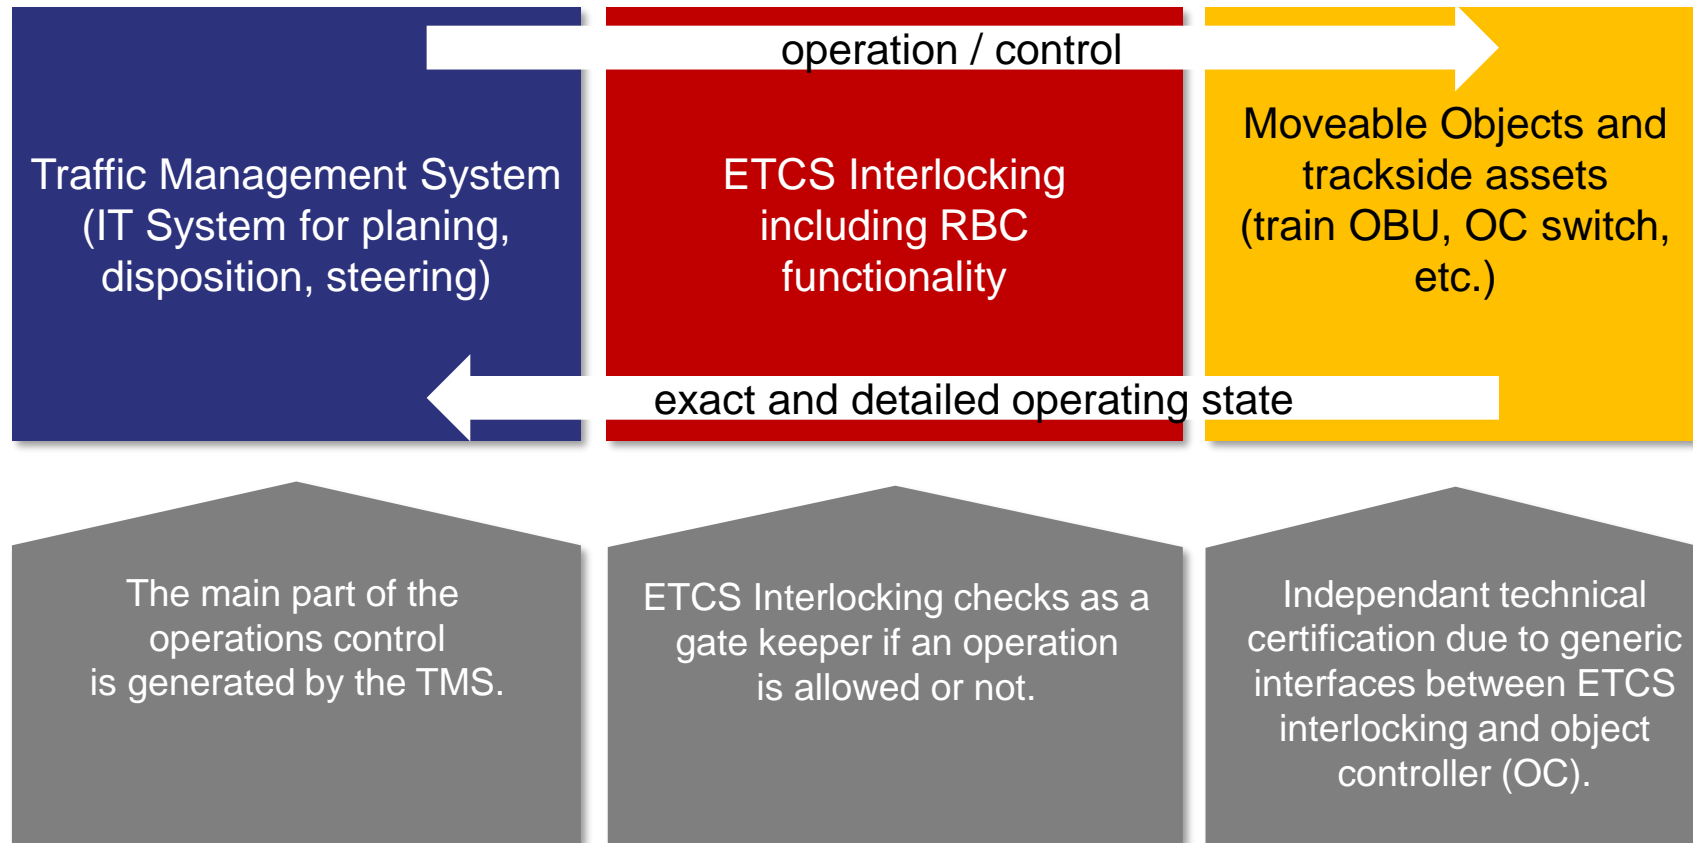 operation / control
Traffic Management System
(IT System for planing,
disposition, steering)
ETCS Interlocking
including RBC
functionality
Moveable Objects and
trackside assets
(train OBU, OC switch,
etc.)
exact and detailed operating state
The main part of the
operations control
is generated by the TMS.
ETCS Interlocking checks as a
gate keeper if an operation
is allowed or not.
Independant technical
certification due to generic
interfaces between ETCS
interlocking and object
controller (OC).